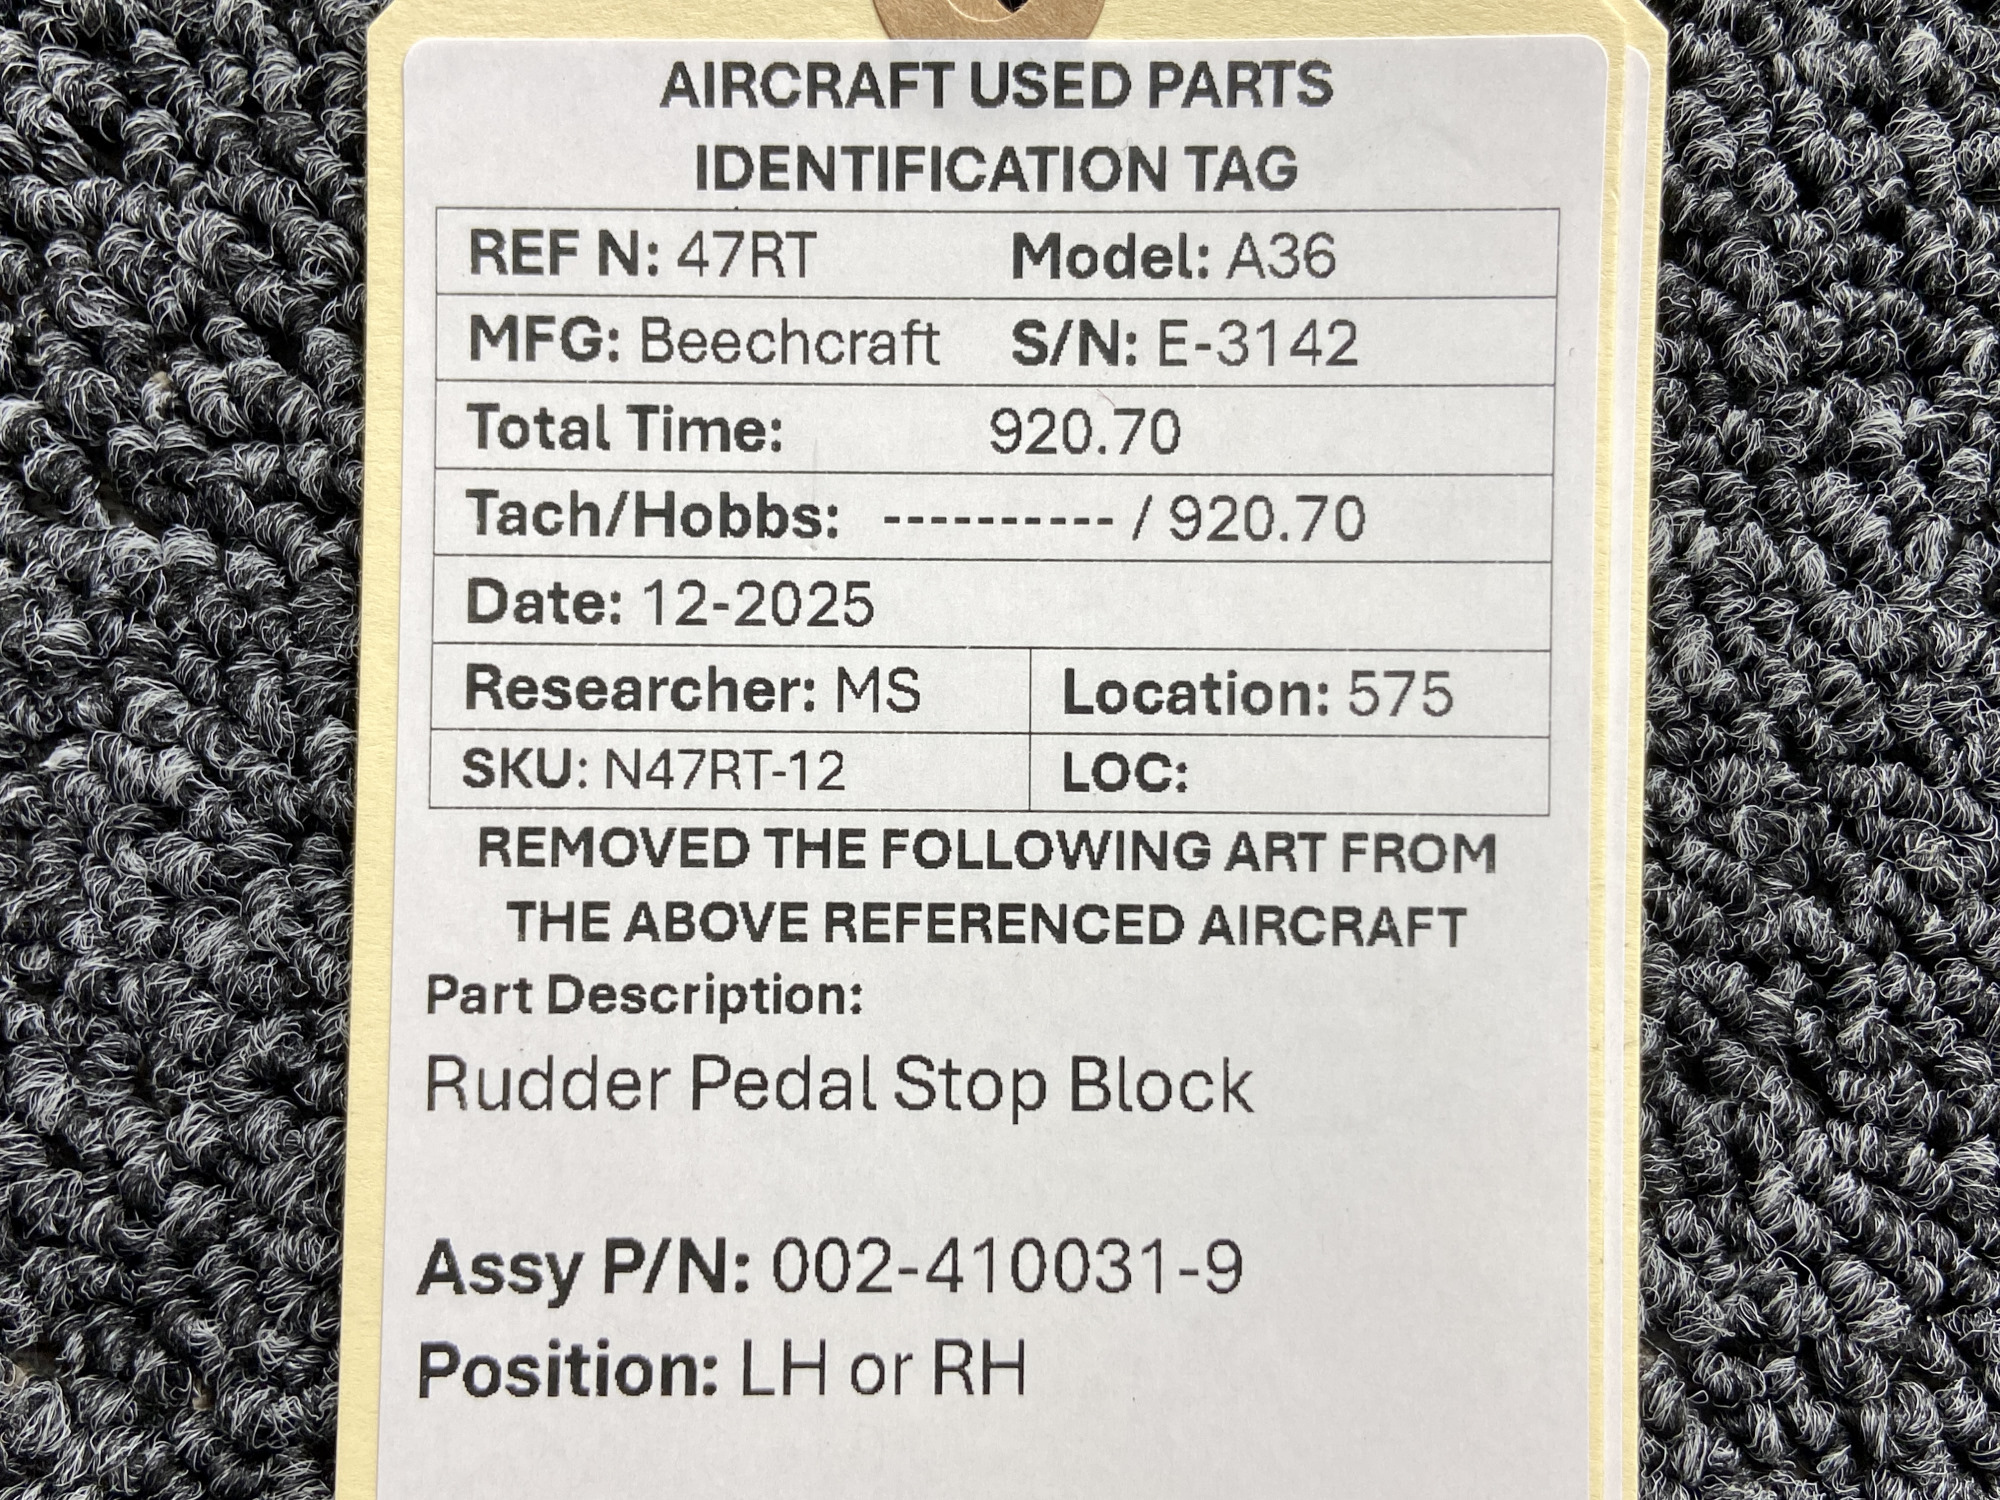 AIRCRAFT USED PARTS
IDENTIFICATION TAG
REF N: 47RT Model: A36
MFG: Beechcraft S/N: E-3142
Total Time: 920.70
Tach/Hobbs: ---------- / 920.70
Date: 12-2025
Researcher: MS Location: 575
SKU: N47RT-12 LOC:
REMOVED THE FOLLOWING ART FROM
THE ABOVE REFERENCED AIRCRAFT
Part Description:
Rudder Pedal Stop Block
Assy P/N: 002-410031-9
Position: LH or RH